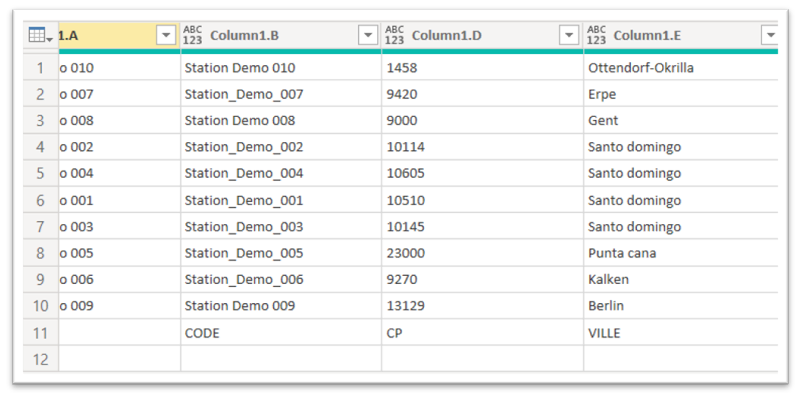 1.A ABC 123 Column1.B ABC 123 Column1.D ABC 123 Column1.E
1 o 010 Station Demo 010 1458 Ottendorf-Okrilla
2 o 007 Station_Demo_007 9420 Erpe
3 o 008 Station Demo 008 9000 Gent
4 o 002 Station_Demo_002 10114 Santo domingo
5 o 004 Station_Demo_004 10605 Santo domingo
6 o 001 Station_Demo_001 10510 Santo domingo
7 o 003 Station_Demo_003 10145 Santo domingo
8 o 005 Station_Demo_005 23000 Punta cana
9 o 006 Station_Demo_006 9270 Kalken
10 o 009 Station Demo 009 13129 Berlin
11 CODE CP VILLE
12